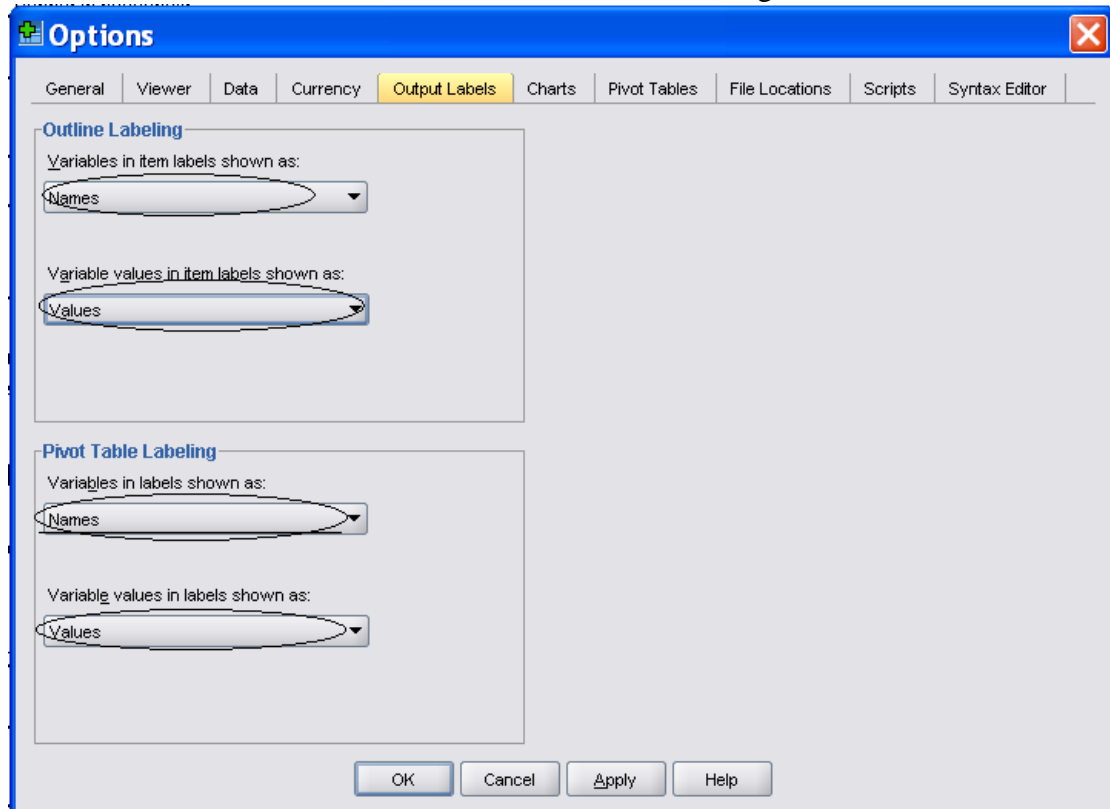 Options
General Viewer Data Currency Output Labels Charts Pivot Tables File Locations Scripts Syntax Editor
Outline Labeling
Variables in item labels shown as:
Names
Variable values in item labels shown as:
Values
Pivot Table Labeling
Variables in labels shown as:
Names
Variable values in labels shown as:
Values
OK Cancel Apply Help